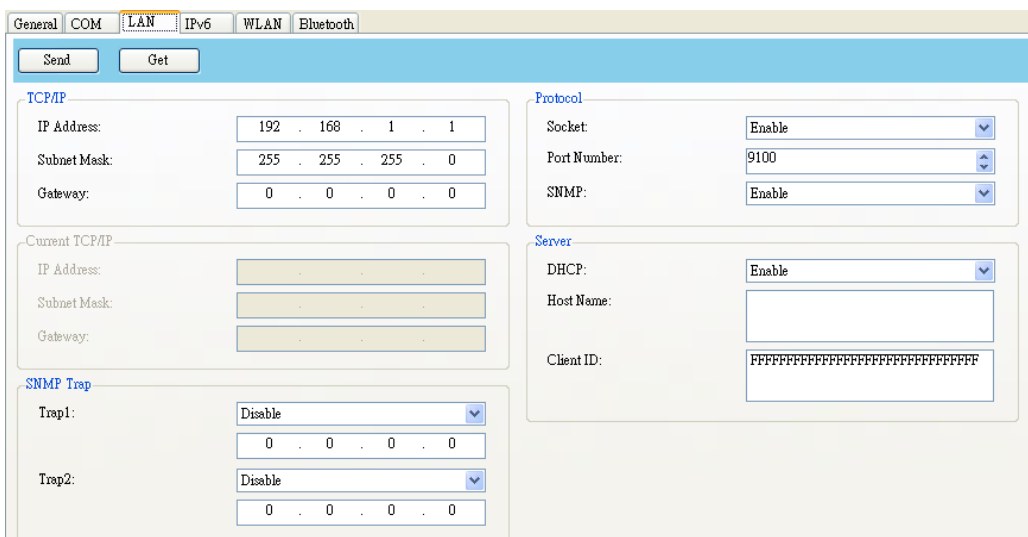 General COM LAN IPv6 WLAN Bluetooth
Send Get
TCP/IP
IP Address: 192 . 168 . 1 . 1
Subnet Mask: 255 . 255 . 255 . 0
Gateway: 0 . 0 . 0 . 0
Current TCP/IP
IP Address: . . .
Subnet Mask: . . .
Gateway: . . .
SNMP Trap
Trap1: Disable
0 . 0 . 0 . 0
Trap2: Disable
0 . 0 . 0 . 0
Protocol
Socket: Enable
Port Number: 9100
SNMP: Enable
Server
DHCP: Enable
Host Name:
Client ID: FFFFFFFFFFFFFFFFFFFFFFFFFFFFFFFF